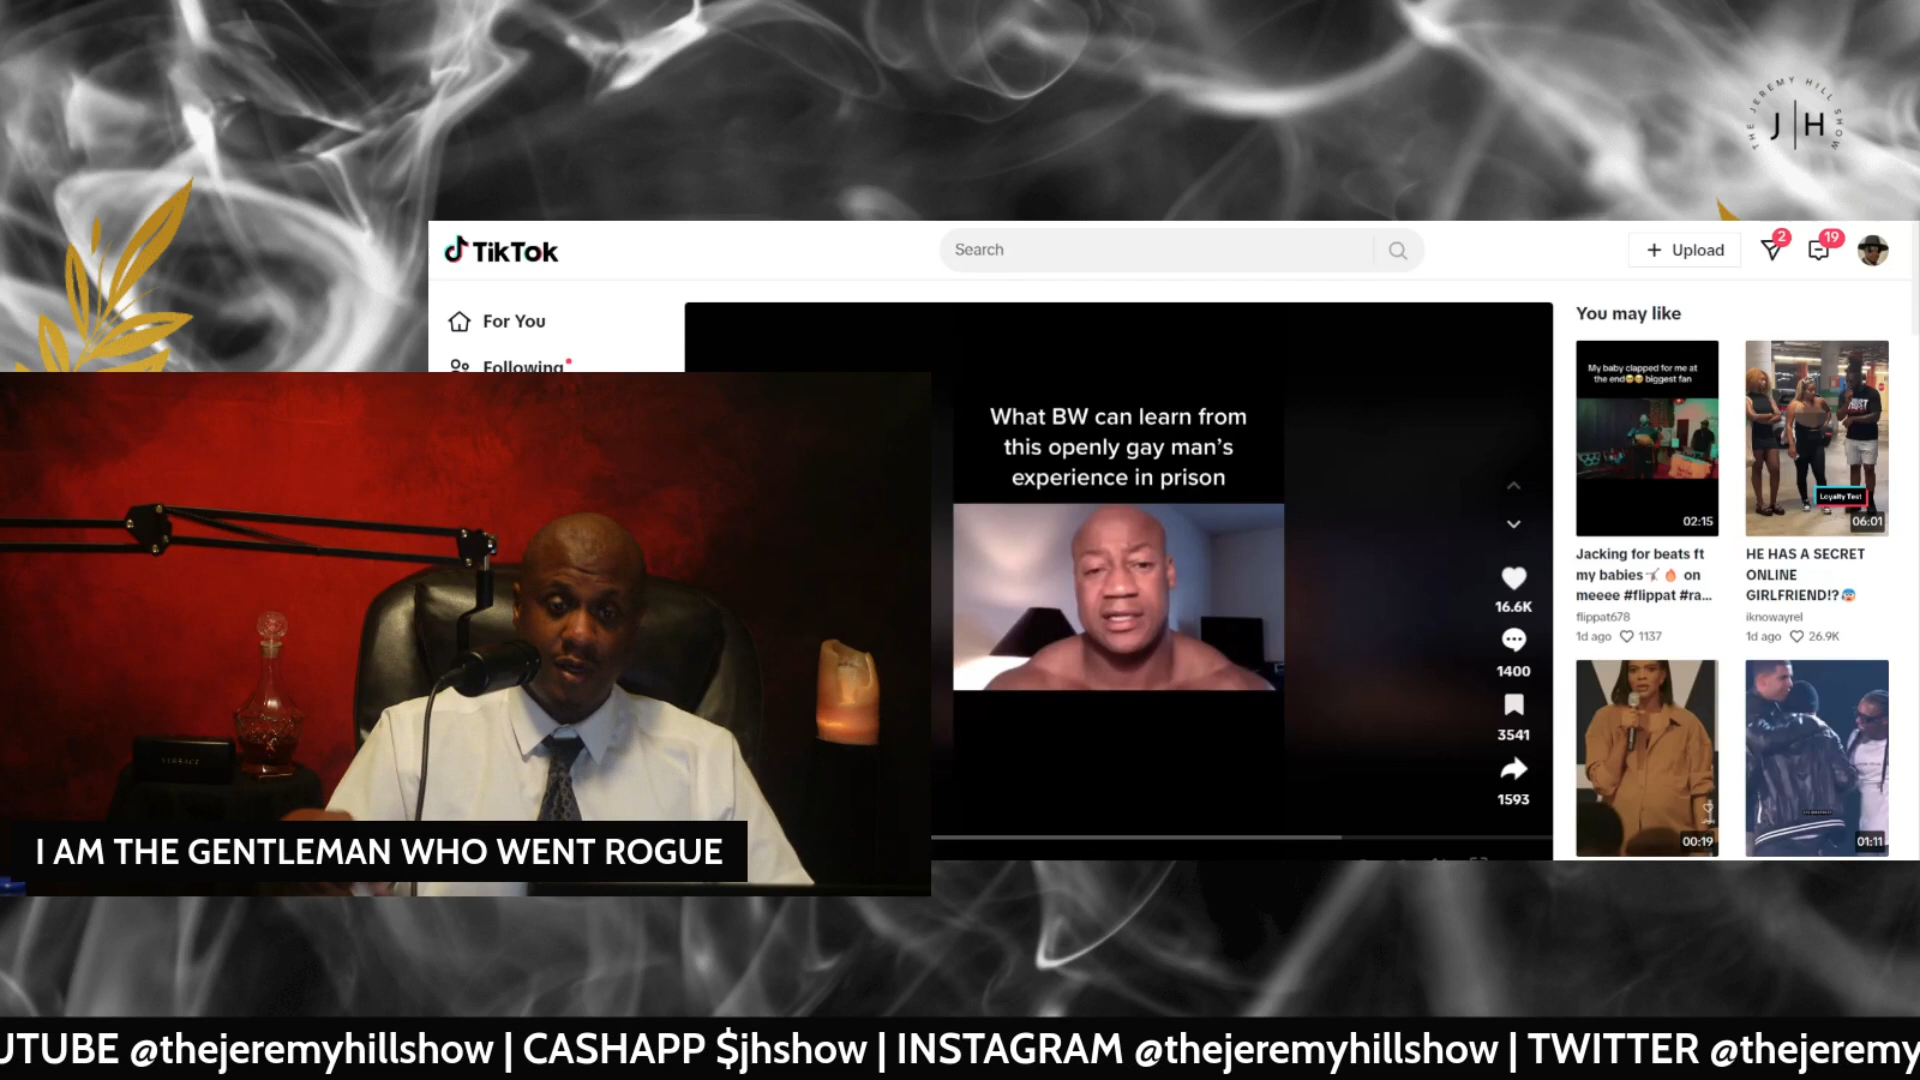 THE JEREMY HILL SHOW
J|H
TikTok
Search
+ Upload
2
19
For You
Following
You may like
What BW can learn from
this openly gay man's
experience in prison
16.6K
1400
3541
1593
My baby clapped for me at
the end🥹🥹 biggest fan
02:15
Jacking for beats ft
my babies🔥 on
meeee #flippat #ra...
flippat678
1d ago 1137
Loyalty Test
06:01
HE HAS A SECRET
ONLINE
GIRLFRIEND!?😨
iknowayrel
1d ago 26.9K
00:19
01:11
VERSACE
I AM THE GENTLEMAN WHO WENT ROGUE
UTUBE @thejeremyhillshow | CASHAPP $jhshow | INSTAGRAM @thejeremyhillshow | TWITTER @thejeremy